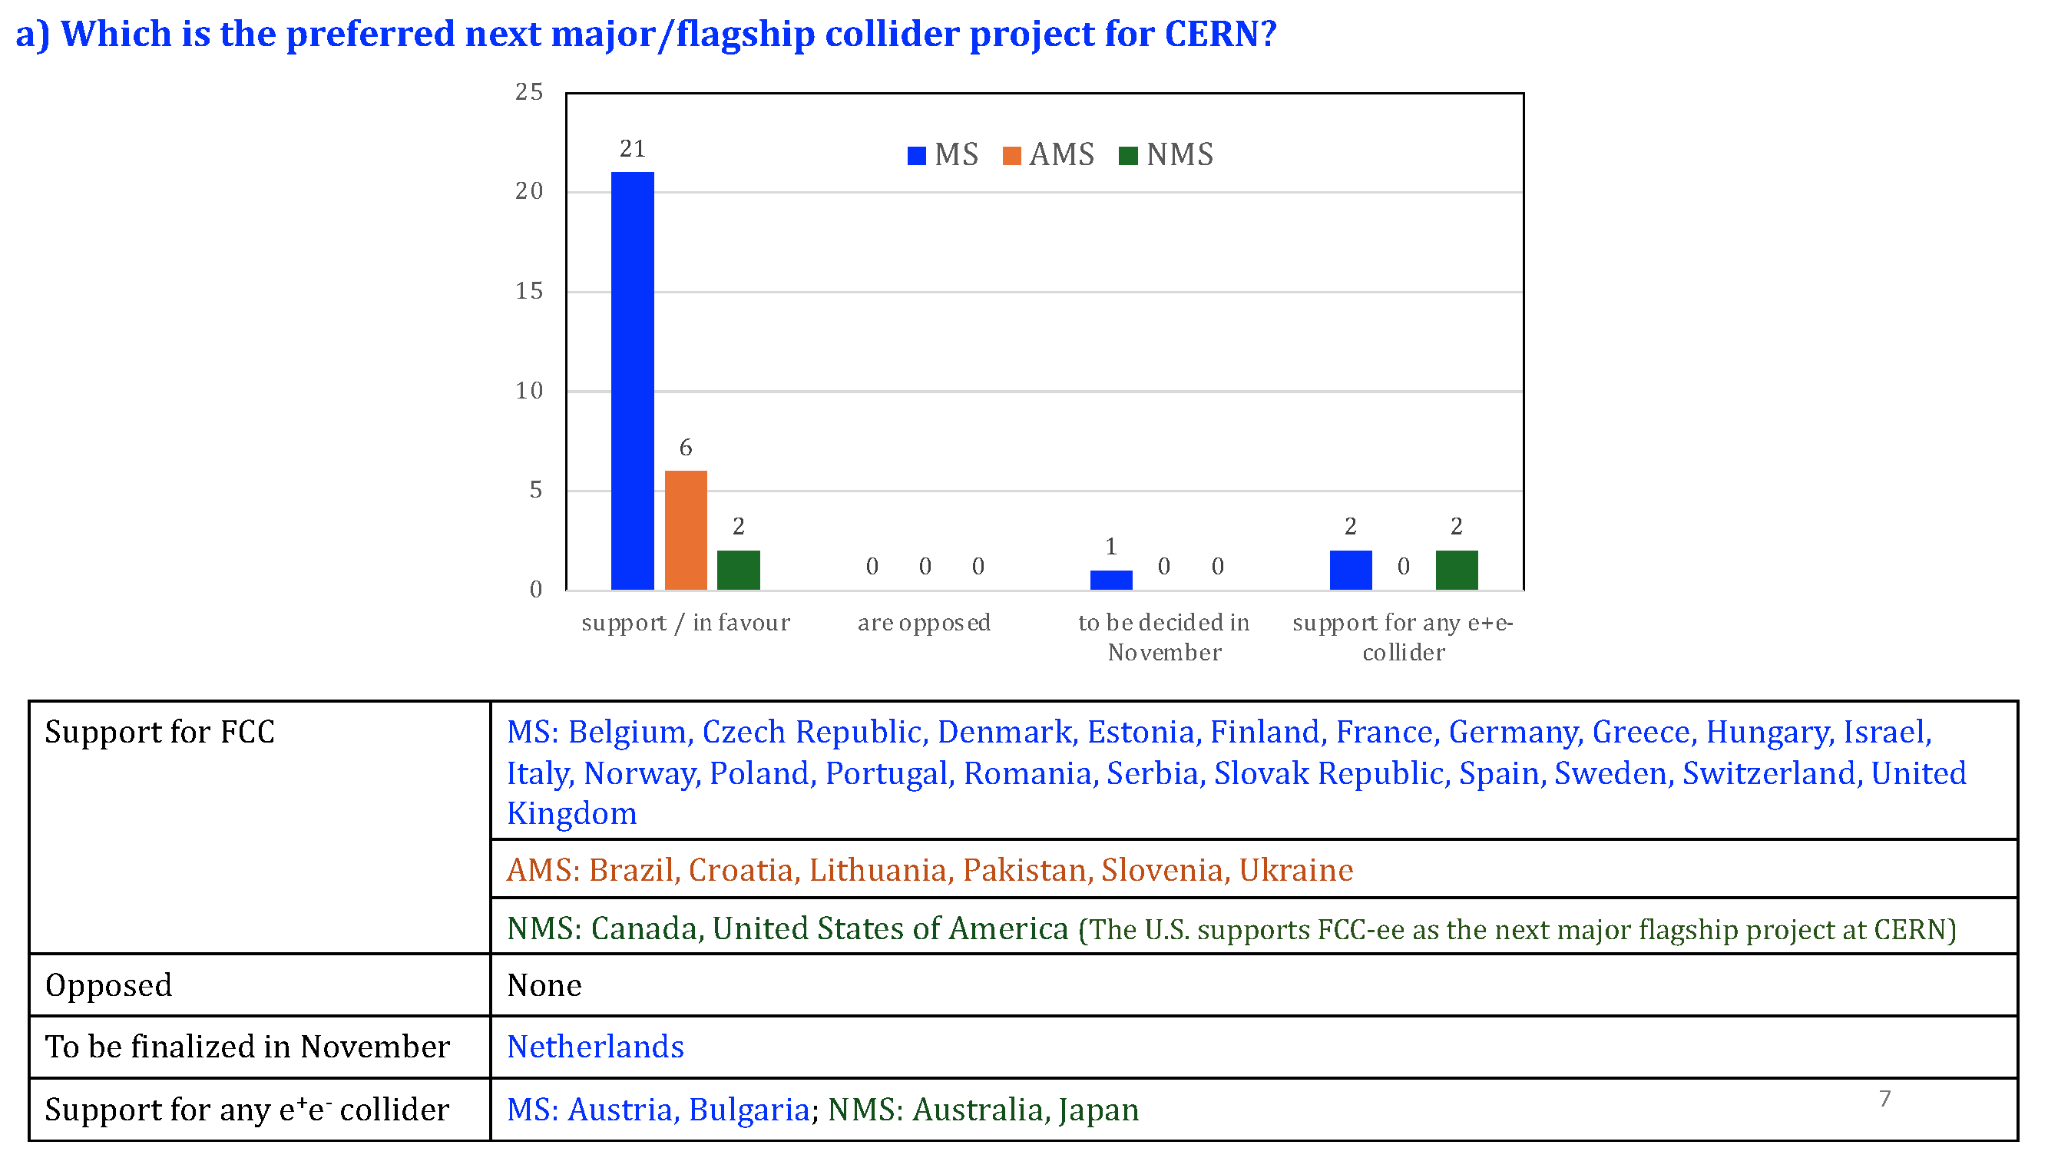 a) Which is the preferred next major/flagship collider project for CERN?
25
20
15
10
5
0
MS AMS NMS
21
6
2
0 0 0
1
0 0
2
0
2
support / in favour
are opposed
to be decided in
November
support for any e+e-
collider
Support for FCC
MS: Belgium, Czech Republic, Denmark, Estonia, Finland, France, Germany, Greece, Hungary, Israel,
Italy, Norway, Poland, Portugal, Romania, Serbia, Slovak Republic, Spain, Sweden, Switzerland, United
Kingdom
AMS: Brazil, Croatia, Lithuania, Pakistan, Slovenia, Ukraine
NMS: Canada, United States of America (The U.S. supports FCC-ee as the next major flagship project at CERN)
Opposed
None
To be finalized in November
Netherlands
Support for any e⁺e⁻ collider
MS: Austria, Bulgaria; NMS: Australia, Japan
7